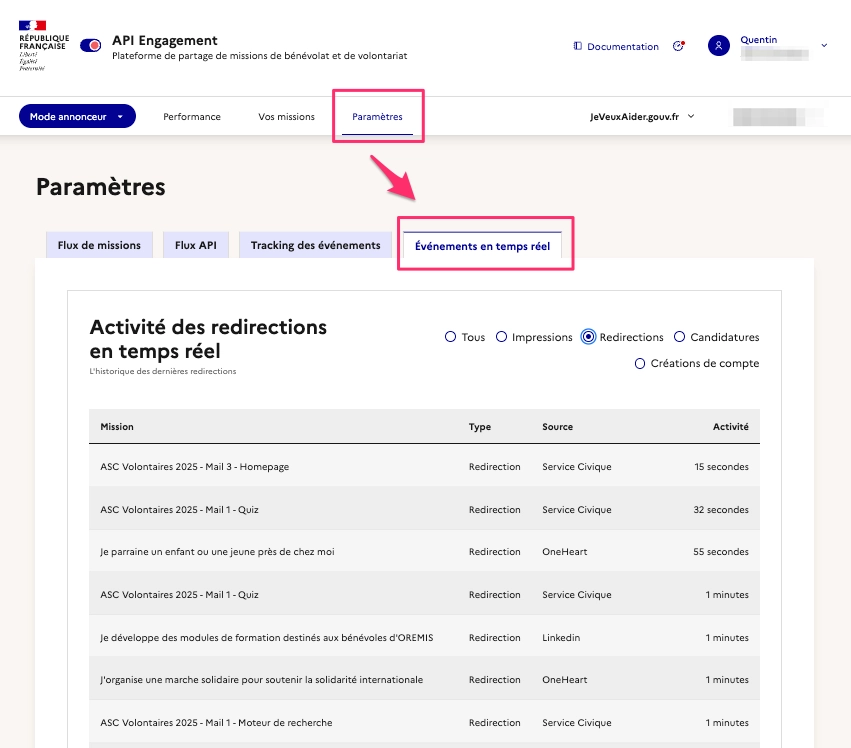 RÉPUBLIQUE
FRANÇAISE
Liberté
Égalité
Fraternité
API Engagement
Plateforme de partage de missions de bénévolat et de volontariat
Documentation
Quentin
Mode annonceur
Performance
Vos missions
Paramètres
JeVeuxAider.gouv.fr
Paramètres
Flux de missions
Flux API
Tracking des événements
Événements en temps réel
Activité des redirections
en temps réel
L'historique des dernières redirections
Tous
Impressions
Redirections
Candidatures
Créations de compte
Mission Type Source Activité
ASC Volontaires 2025 - Mail 3 - Homepage Redirection Service Civique 15 secondes
ASC Volontaires 2025 - Mail 1 - Quiz Redirection Service Civique 32 secondes
Je parraine un enfant ou une jeune près de chez moi Redirection OneHeart 55 secondes
ASC Volontaires 2025 - Mail 1 - Quiz Redirection Service Civique 1 minutes
Je développe des modules de formation destinés aux bénévoles d'OREMIS Redirection Linkedin 1 minutes
J'organise une marche solidaire pour soutenir la solidarité internationale Redirection OneHeart 1 minutes
ASC Volontaires 2025 - Mail 1 - Moteur de recherche Redirection Service Civique 1 minutes